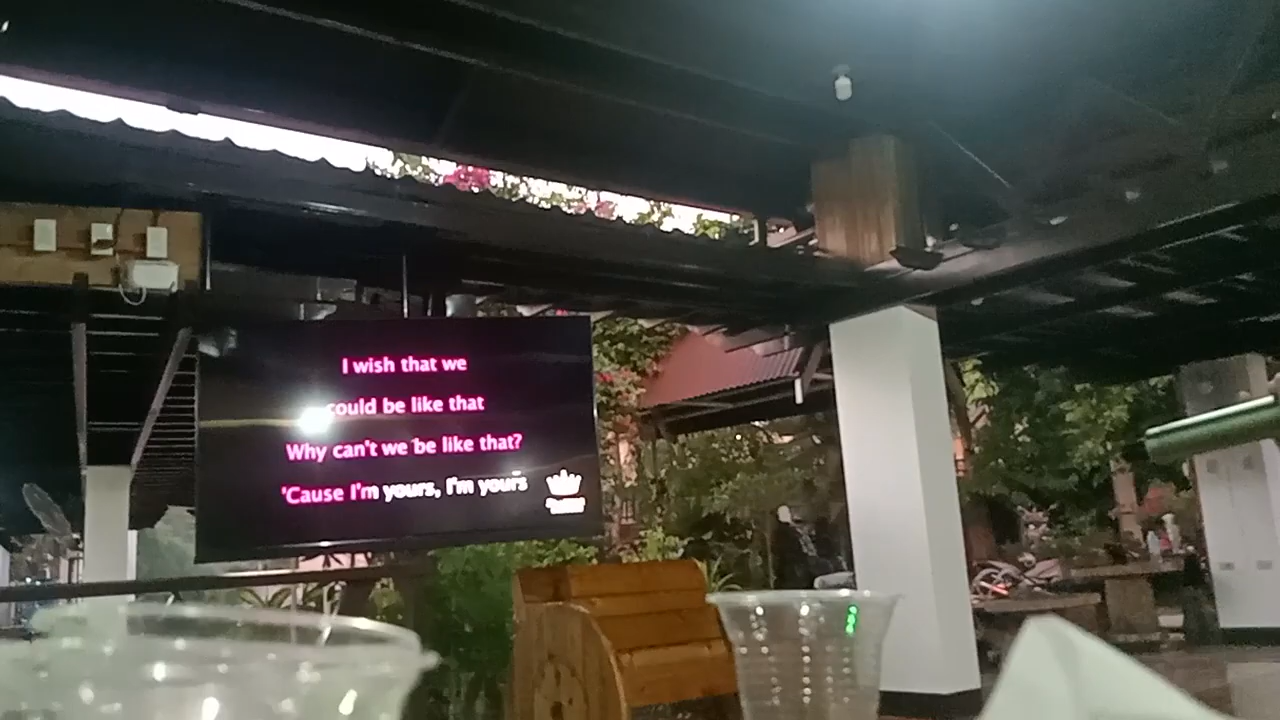 I wish that we
could be like that
Why can't we be like that?
'Cause I'm yours, I'm yours